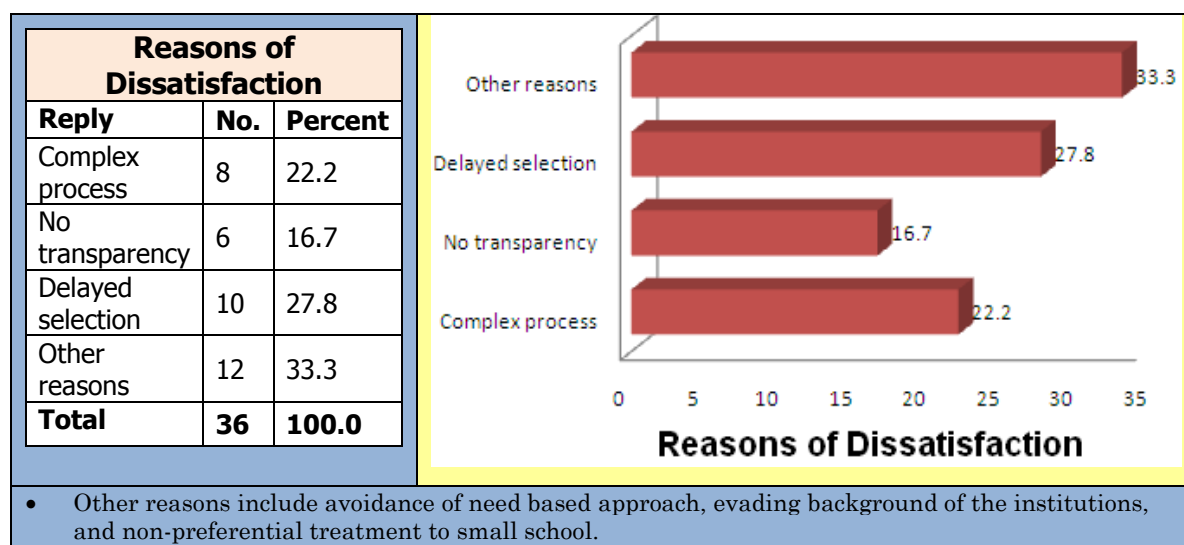 Reasons of
Dissatisfaction
Reply No. Percent
Complex
process 8 22.2
No
transparency 6 16.7
Delayed
selection 10 27.8
Other
reasons 12 33.3
Total 36 100.0
Other reasons 33.3
Delayed selection 27.8
No transparency 16.7
Complex process 22.2
0 5 10 15 20 25 30 35
Reasons of Dissatisfaction
• Other reasons include avoidance of need based approach, evading background of the institutions,
and non-preferential treatment to small school.